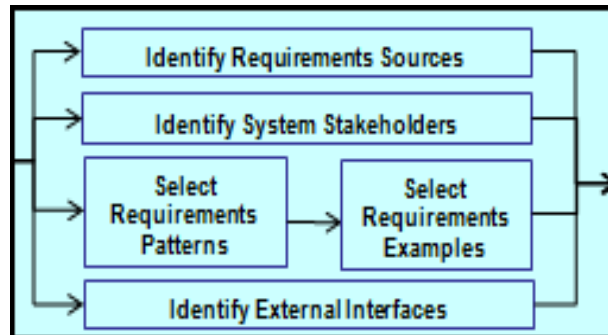 Identify Requirements Sources
Identify System Stakeholders
Select
Requirements
Patterns
Select
Requirements
Examples
Identify External Interfaces